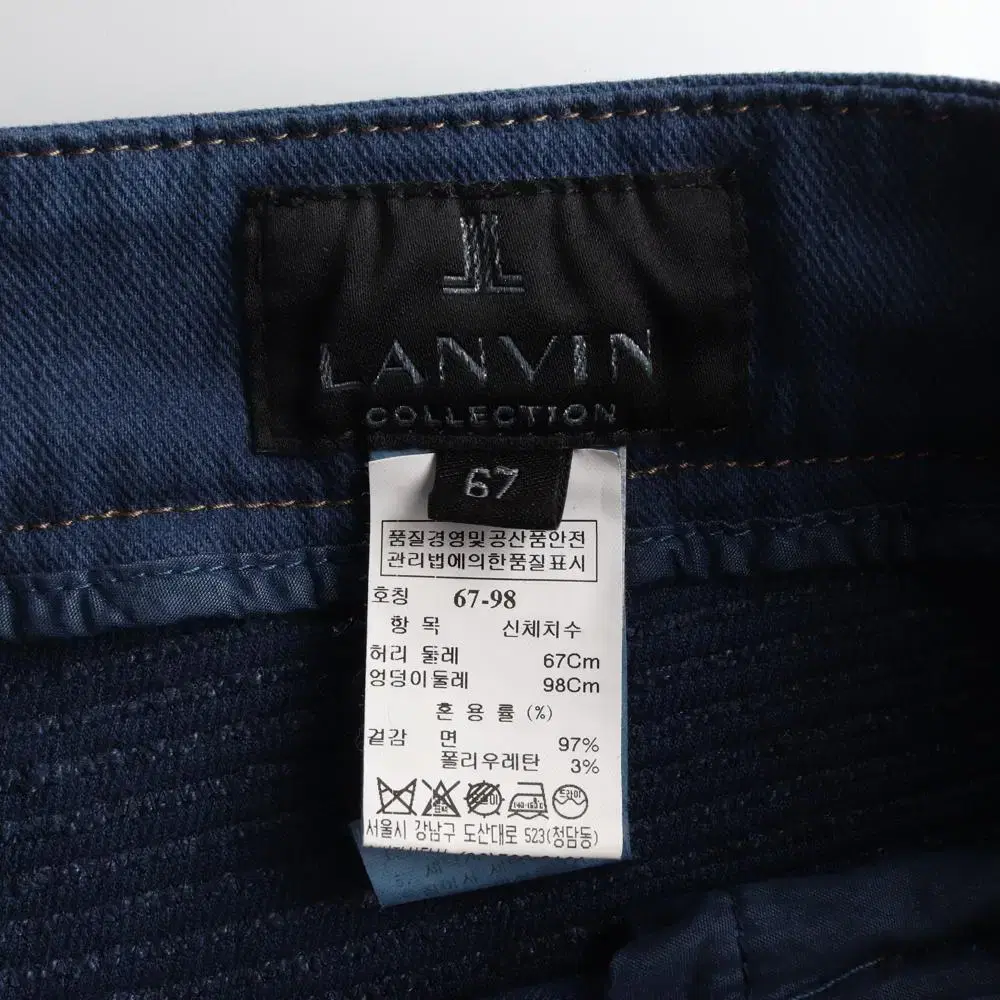 LANVIN
COLLECTION
67
품질경영및공산품안전
관리법에의한품질표시
호칭 67-98
항 목 신체치수
허리 둘레 67Cm
엉덩이둘레 98Cm
혼 용 률 (%)
겉감 면 97%
폴리우레탄 3%
드라이
서울시 강남구 도산대로 523(청담동)